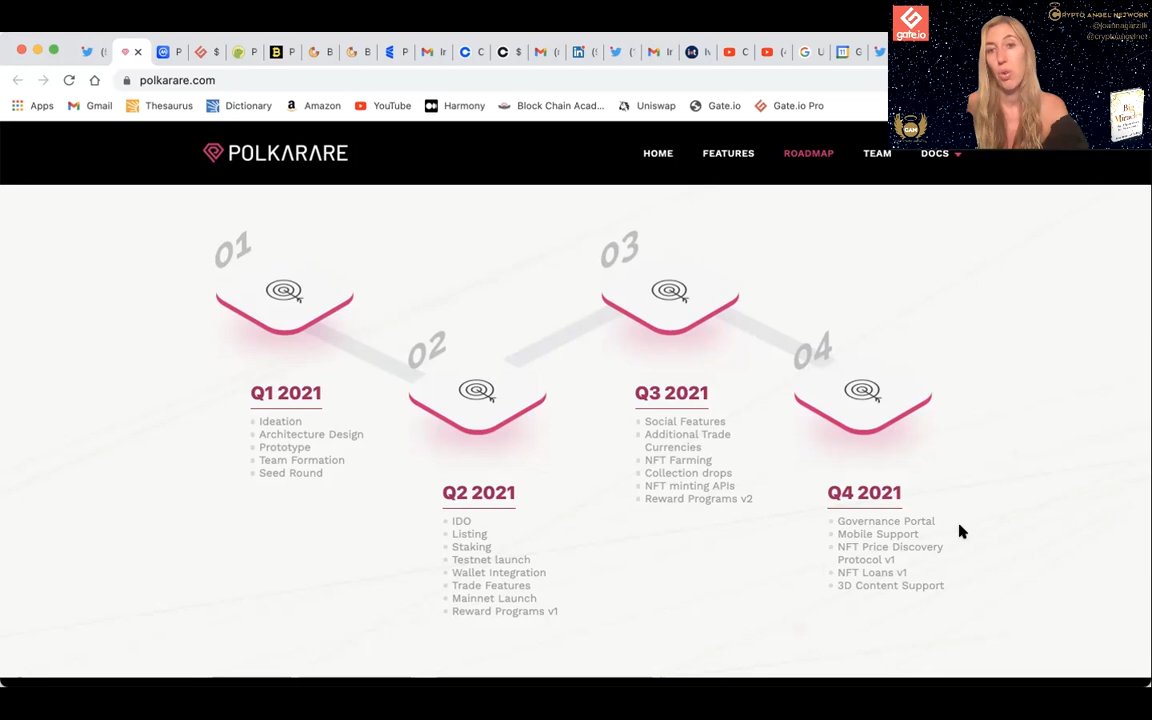 CRYPTO ANGEL NETWORK
gate.io
polkarare.com
Apps
Gmail
Thesaurus
Dictionary
Amazon
YouTube
Harmony
Block Chain Aca...
Uniswap
Gate.io
Gate.io Pro
POLKARARE
HOME
FEATURES
ROADMAP
TEAM
DOCS
01
Q1 2021
Ideation
Architecture Design
Prototype
Team Formation
Seed Round
02
Q2 2021
IDO
Listing
Staking
Testnet launch
Wallet Integration
Trade Features
Mainnet Launch
Reward Programs v1
03
Q3 2021
Social Features
Additional Trade
Currencies
NFT Farming
Collection drops
NFT minting APIs
Reward Programs v2
04
Q4 2021
Governance Portal
Mobile Support
NFT Price Discovery
Protocol v1
NFT Loans v1
3D Content Support